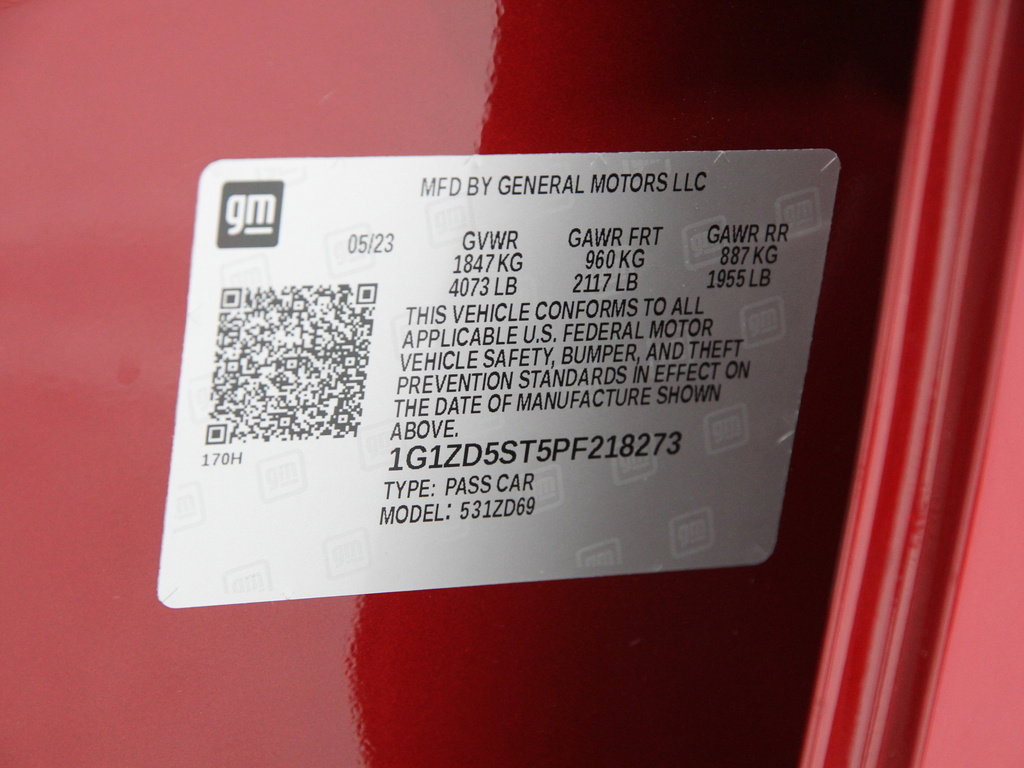 gm
MFD BY GENERAL MOTORS LLC
05/23
GVWR GAWR FRT GAWR RR
1847 KG 960 KG 887 KG
4073 LB 2117 LB 1955 LB
THIS VEHICLE CONFORMS TO ALL
APPLICABLE U.S. FEDERAL MOTOR
VEHICLE SAFETY, BUMPER, AND THEFT
PREVENTION STANDARDS IN EFFECT ON
THE DATE OF MANUFACTURE SHOWN
ABOVE.
170H
1G1ZD5ST5PF218273
TYPE: PASS CAR
MODEL: 531ZD69